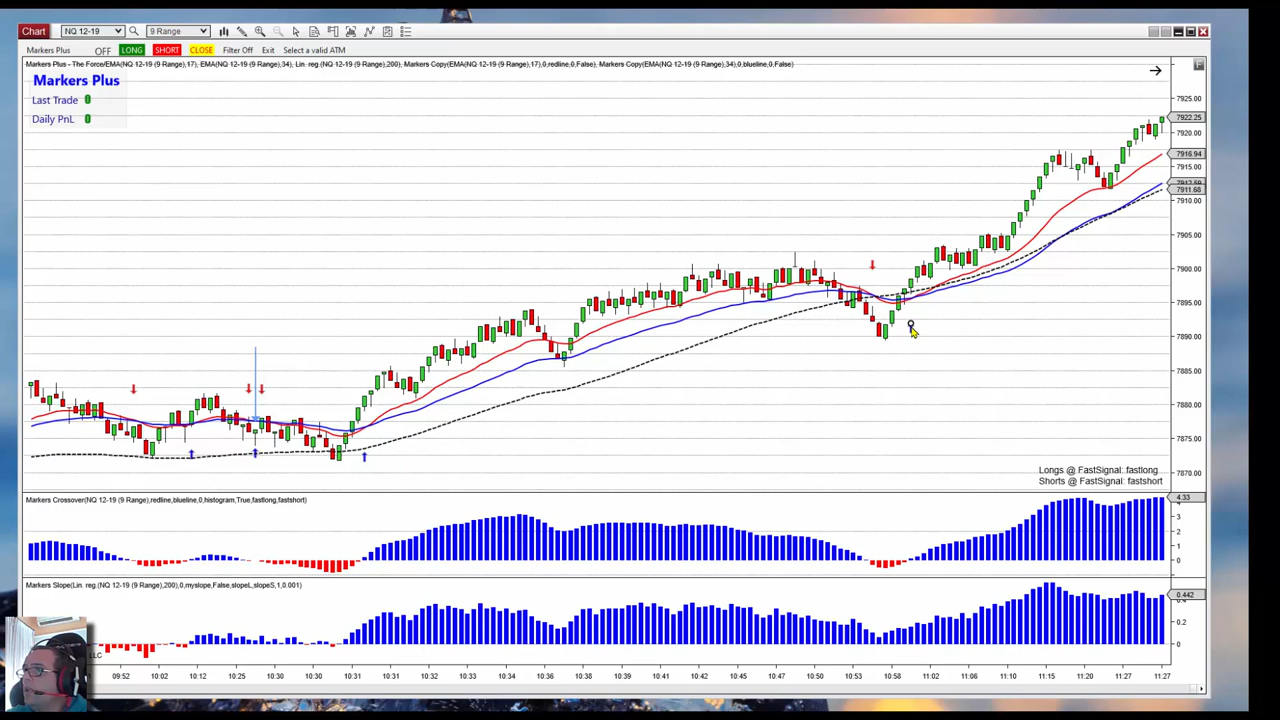 Chart NQ 12-19 9 Range
Markers Plus OFF LONG SHORT CLOSE Filter Off Exit Select a valid ATM
Markers Plus - The Force/EMA(NQ 12-19 (9 Range),17), EMA(NQ 12-19 (9 Range),34), Lin. reg.(NQ 12-19 (9 Range),200), Markers Copy(EMA(NQ 12-19 (9 Range),17),0,redline,0,False), Markers Copy(EMA(NQ 12-19 (9 Range),34),0,blueline,0,False)
F
Markers Plus
Last Trade 0
Daily PnL 0
7925.00
7922.25
7920.00
7916.94
7915.00
7911.68
7910.00
7905.00
7900.00
7895.00
7890.00
7885.00
7880.00
7875.00
7870.00
Longs @ FastSignal: fastlong
Shorts @ FastSignal: fastshort
Markers Crossover(NQ 12-19 (9 Range),redline,blueline,0,histogram,True,fastlong,fastshort)
4.33
3
2
1
0
Markers Slope(Lin. reg.(NQ 12-19 (9 Range),200),0,myslope,False,slopeL,slopeS,1,0.001)
0.442
0.2
0
LLC
09:52 10:02 10:12 10:25 10:30 10:30 10:31 10:31 10:34 10:36 10:38 10:42 10:45 10:47 10:50 10:53 10:58 11:02 11:10 11:15 11:20 11:27 11:27